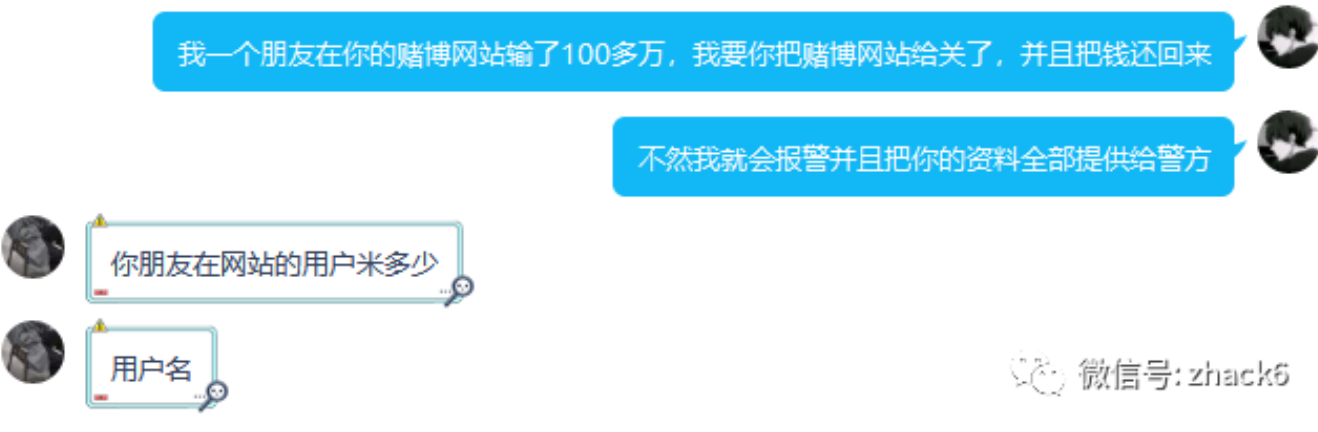 我一个朋友在你的赌博网站输了100多万，我要你把赌博网站给关了，并且把钱还回来
不然我就会报警并且把你的资料全部提供给警方
你朋友在网站的用户米多少
用户名
微信号: zhack6